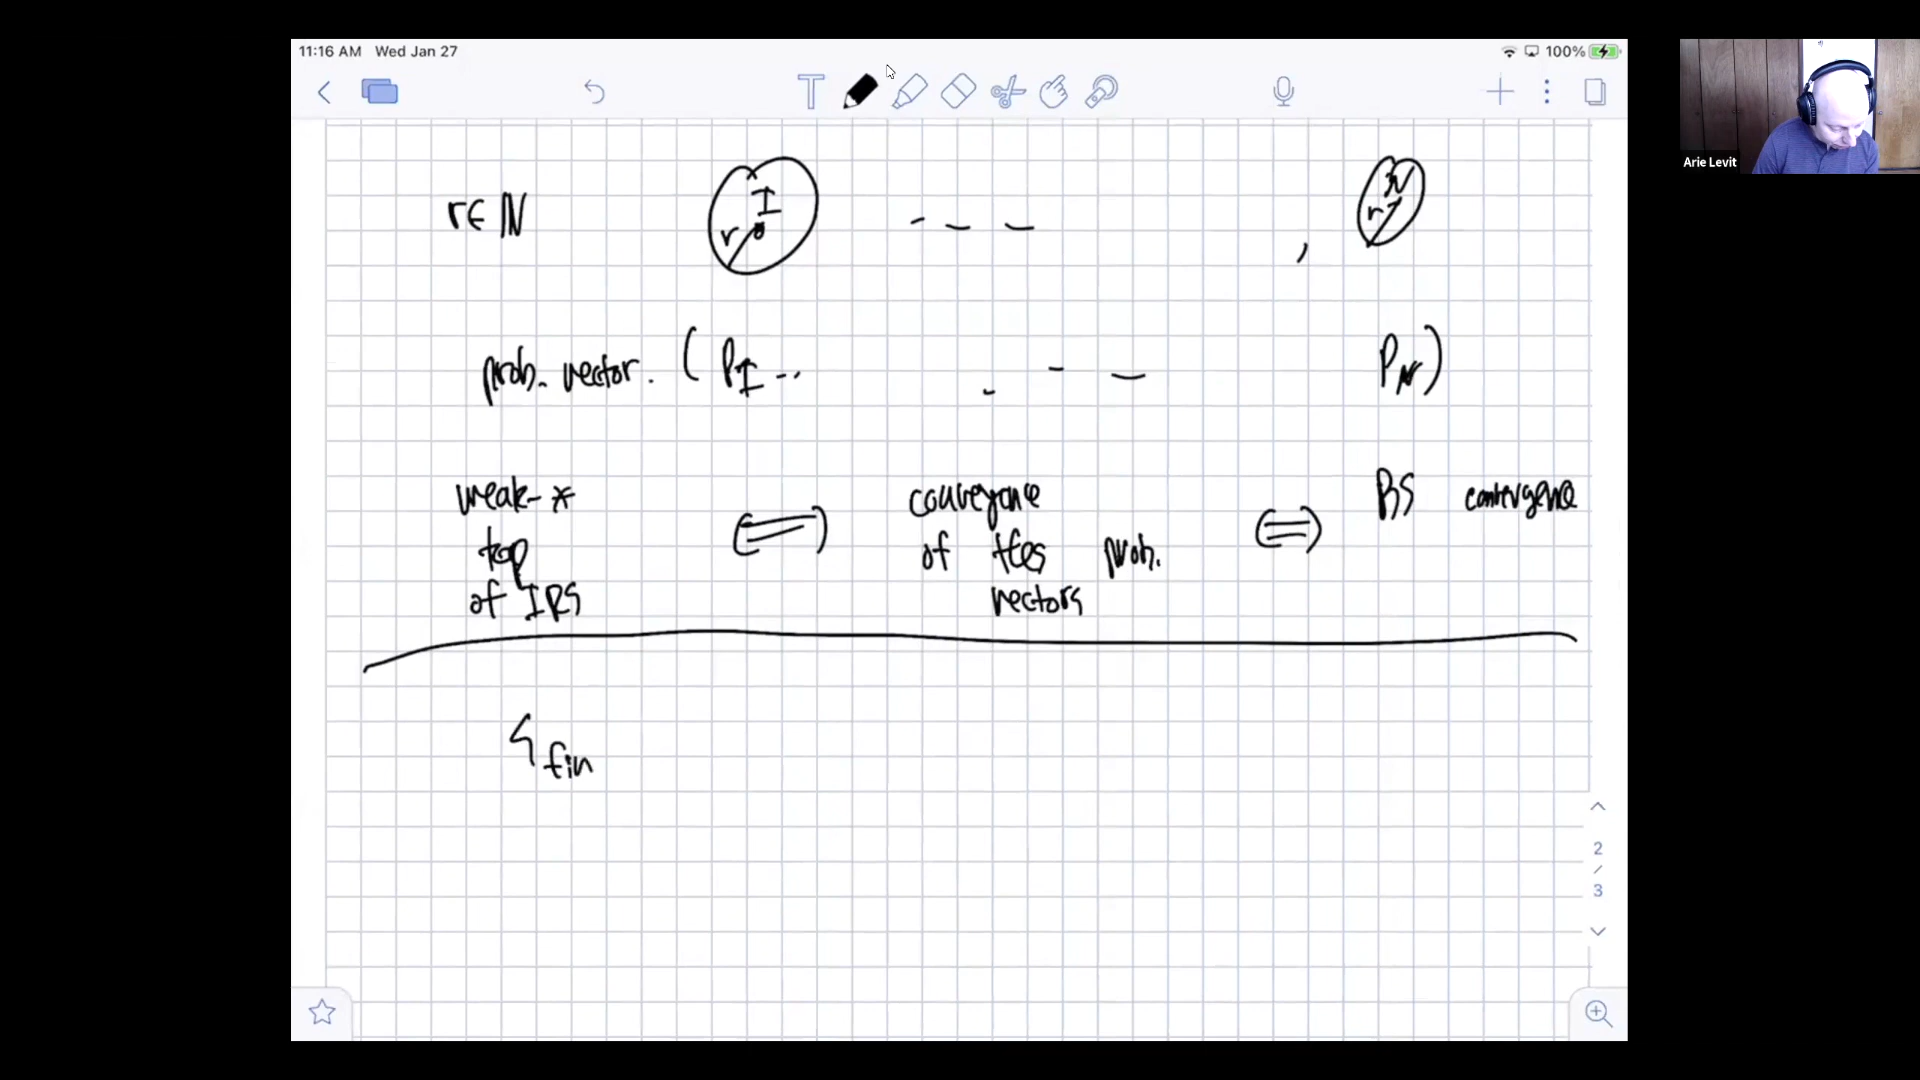 11:16 AM Wed Jan 27
100%
Arie Levit
r ∈ ℕ
I
r
- - -
,
N
r
prob. vector. ( P_I .. - - - P_N )
weak-* ⟺ convergence ⟺ BS convergence
top of this prob.
of IRS vectors
fin
2
/
3